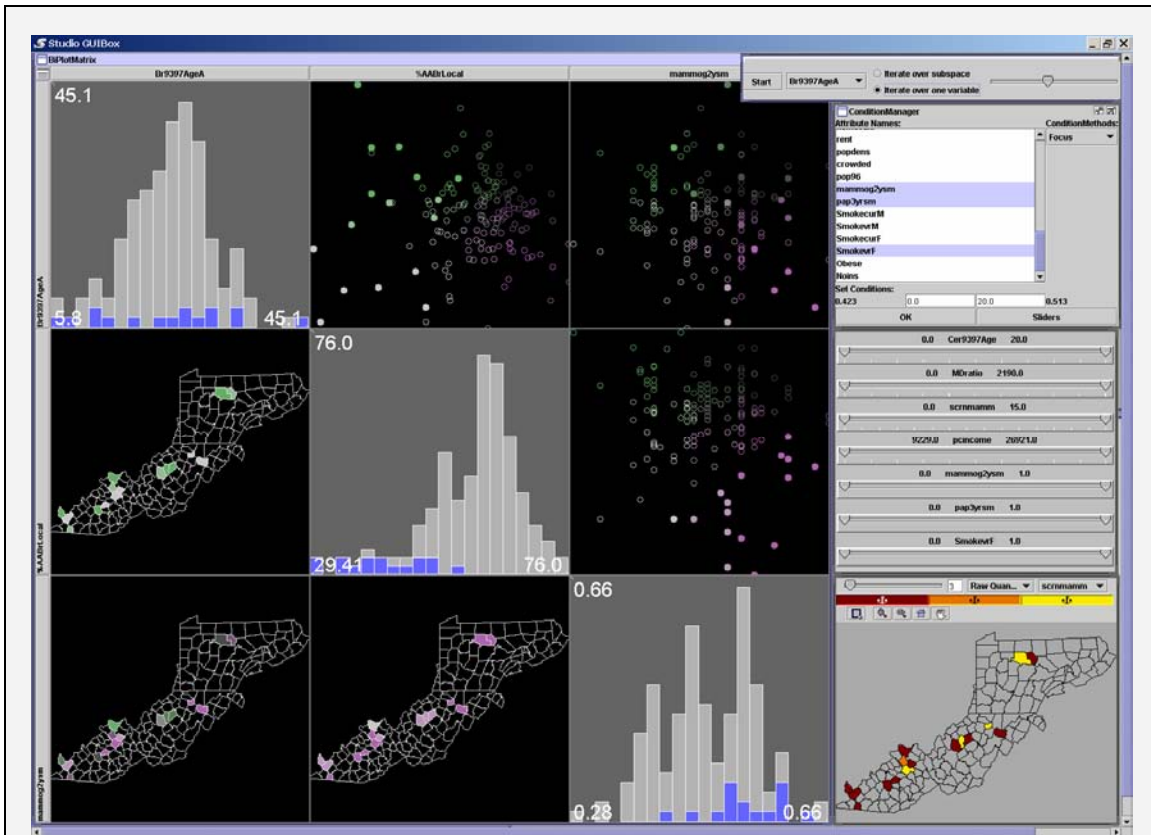 Studio GUIBox
BiPlotMatrix
Br9397AgeA
%AABrLocal
mammog2ysm
Start
Br9397AgeA
Iterate over subspace
Iterate over one variable
ConditionManager
Attribute Names:
ConditionMethods:
Focus
rent
popdens
crowded
pop96
mammog2ysm
pap3yrsm
SmokecurM
SmokevrM
SmokecurF
SmokevrF
Obese
Noins
Set Conditions:
0.423 0.0 20.0 0.513
OK
Sliders
45.1
5.8
45.1
Br9397AgeA
0.0 Cer9397Age 20.0
0.0 MDratio 2190.0
0.0 scrnmamm 15.0
9229.0 pcincome 26921.0
0.0 mammog2ysm 1.0
0.0 pap3yrsm 1.0
0.0 SmokevrF 1.0
76.0
29.41
76.0
%AABrLocal
3
Raw Quan...
scrnmamm
0.66
0.28
0.66
mammog2ysm